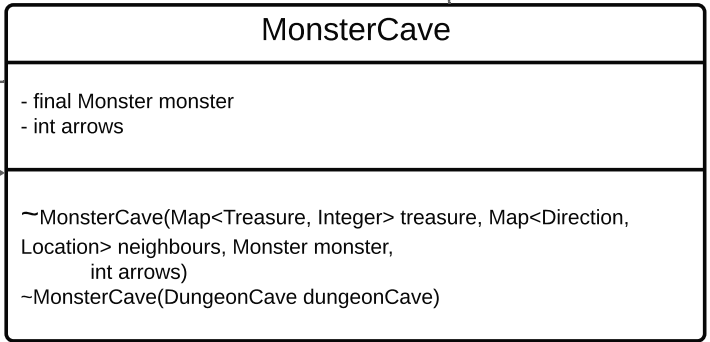 MonsterCave
- final Monster monster
- int arrows
~MonsterCave(Map<Treasure, Integer> treasure, Map<Direction,
Location> neighbours, Monster monster,
int arrows)
~MonsterCave(DungeonCave dungeonCave)